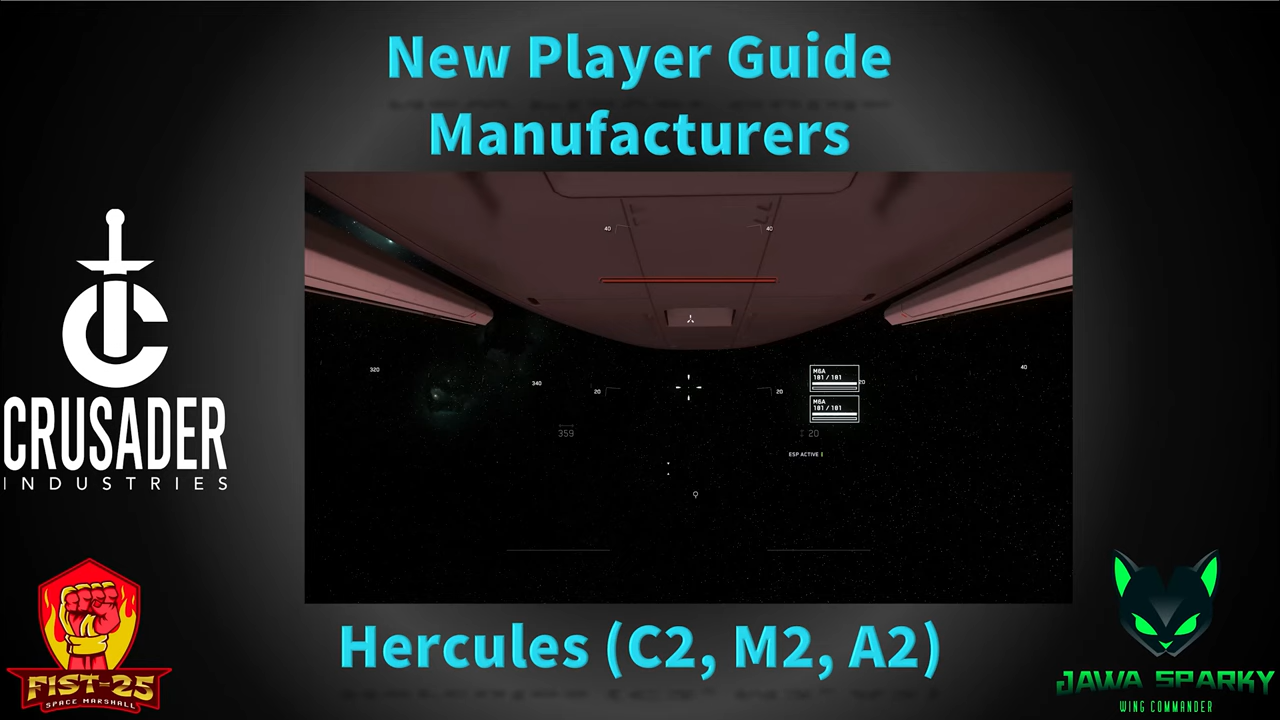 New Player Guide
Manufacturers
40 40
320
340
20
20
M6A
181 / 181
20
M6A
181 / 181
40
359
20
ESP ACTIVE
CRUSADER
INDUSTRIES
FIST-25
SPACE MARSHALL
Hercules (C2, M2, A2)
JAWA SPARKY
WING COMMANDER